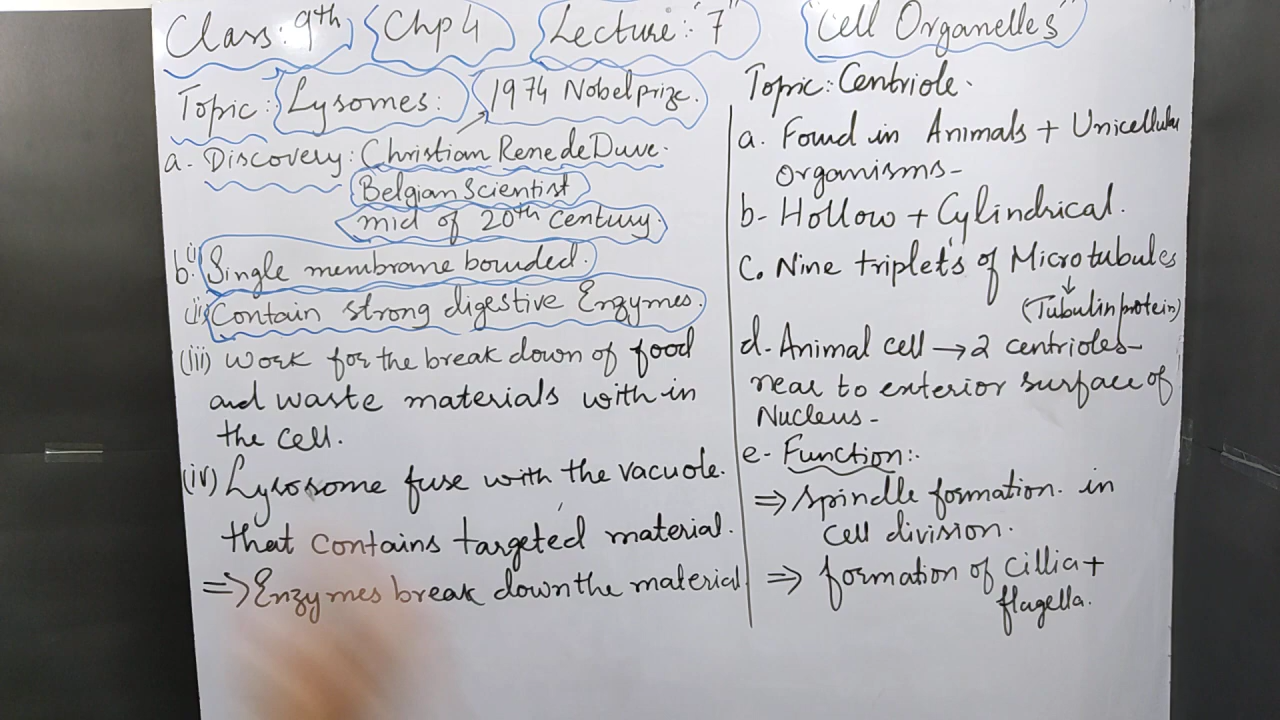 Class: 9th Chp 4 Lecture: "7" "Cell Organelles"
Topic: Lysomes: 1974 Nobel prize.
a. Discovery: Christian Rene de Duve.
Belgian Scientist
mid of 20th century.
b. (i) Single membrame bounded.
(ii) Contain strong digestive Enzymes.
(iii) work for the break down of food
and waste materials with in
the cell.
(iv) Lysosome fuse with the vacuole.
that contains targeted material.
⇒ Enzymes break down the material
Topic: Centriole.
a. Found in Animals + Unicellular
Organisms-
b- Hollow + Cylindrical.
C. Nine triplets of Microtubules
↓
(Tubulin protein)
d. Animal cell → 2 centrioles-
near to exterior surface of
Nucleus-
e- Function:-
⇒ spindle formation. in
cell division.
⇒ formation of cillia +
flagella.